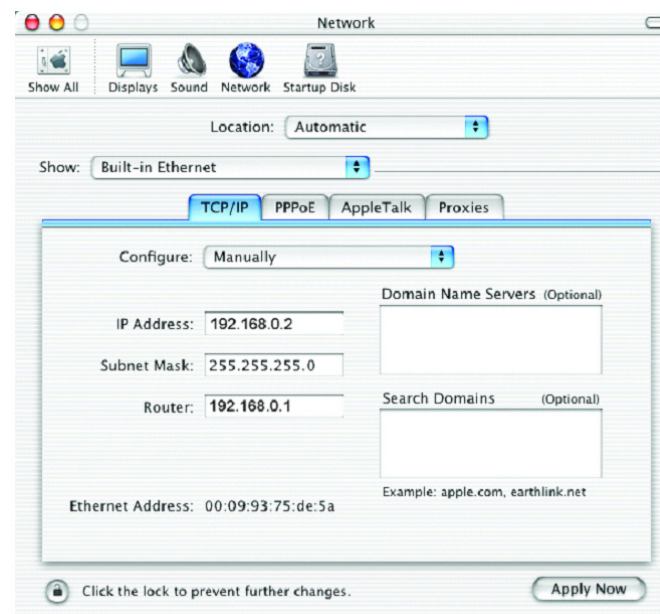 Network
Show All
Displays
Sound
Network
Startup Disk
Location: Automatic
Show: Built-in Ethernet
TCP/IP
PPPoE
AppleTalk
Proxies
Configure: Manually
Domain Name Servers (Optional)
IP Address: 192.168.0.2
Subnet Mask: 255.255.255.0
Router: 192.168.0.1
Search Domains (Optional)
Example: apple.com, earthlink.net
Ethernet Address: 00:09:93:75:de:5a
Click the lock to prevent further changes.
Apply Now